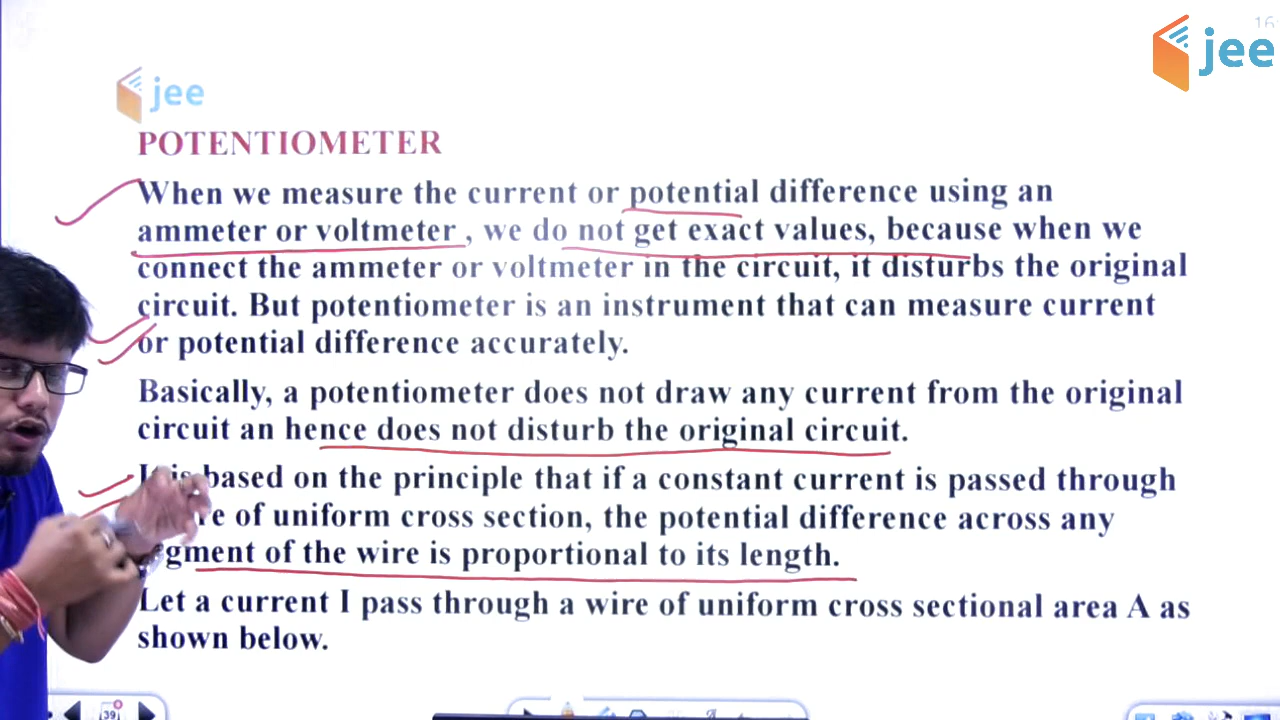 16
jee
jee
POTENTIOMETER
When we measure the current or potential difference using an
ammeter or voltmeter , we do not get exact values, because when we
connect the ammeter or voltmeter in the circuit, it disturbs the original
circuit. But potentiometer is an instrument that can measure current
or potential difference accurately.
Basically, a potentiometer does not draw any current from the original
circuit an hence does not disturb the original circuit.
It is based on the principle that if a constant current is passed through
of uniform cross section, the potential difference across any
of the wire is proportional to its length.
Let a current I pass through a wire of uniform cross sectional area A as
shown below.
39